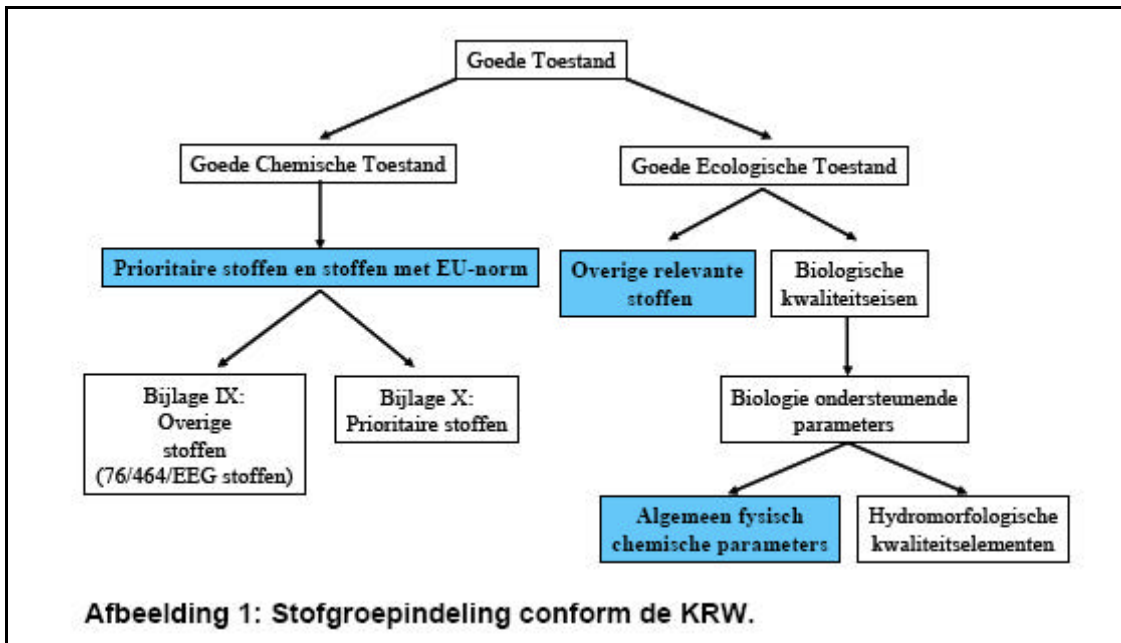 Goede Toestand
Goede Chemische Toestand
Goede Ecologische Toestand
Prioritaire stoffen en stoffen met EU-norm
Overige relevante
stoffen
Biologische
kwaliteitseisen
Bijlage IX:
Overige
stoffen
(76/464/EEG stoffen)
Bijlage X:
Prioritaire stoffen
Biologie ondersteunende
parameters
Algemeen fysisch
chemische parameters
Hydromorfologische
kwaliteitselementen
Afbeelding 1: Stofgroepindeling conform de KRW.